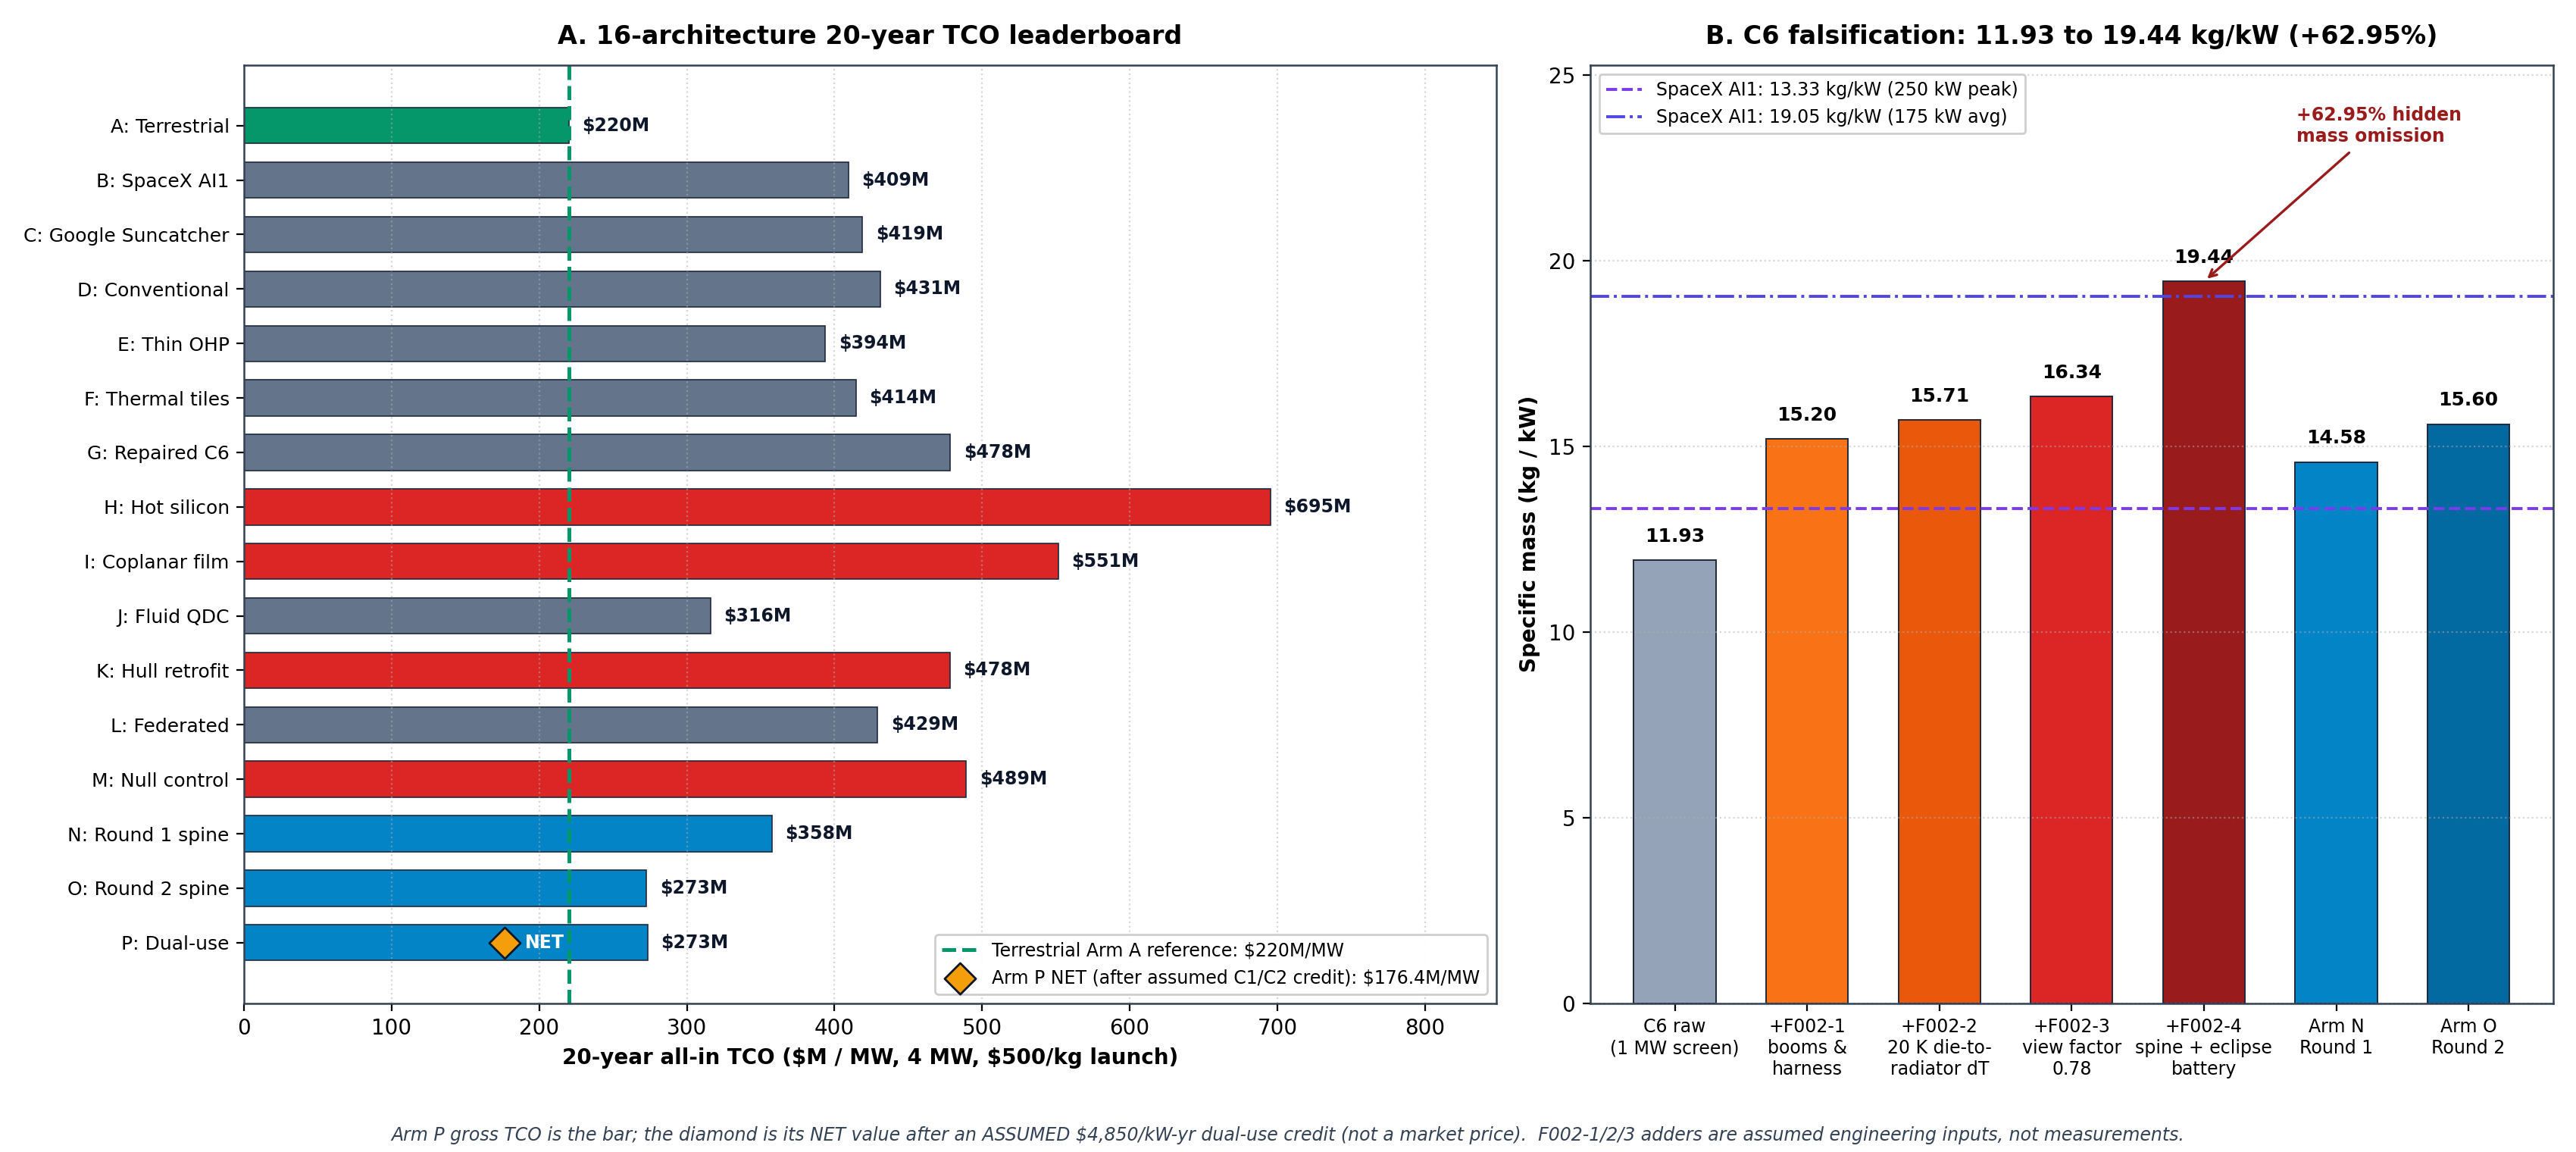 A. 16-architecture 20-year TCO leaderboard
A: Terrestrial
$220M
B: SpaceX AI1
$409M
C: Google Suncatcher
$419M
D: Conventional
$431M
E: Thin OHP
$394M
F: Thermal tiles
$414M
G: Repaired C6
$478M
H: Hot silicon
$695M
I: Coplanar film
$551M
J: Fluid QDC
$316M
K: Hull retrofit
$478M
L: Federated
$429M
M: Null control
$489M
N: Round 1 spine
$358M
O: Round 2 spine
$273M
P: Dual-use
NET
$273M
Terrestrial Arm A reference: $220M/MW
Arm P NET (after assumed C1/C2 credit): $176.4M/MW
0 100 200 300 400 500 600 700 800
20-year all-in TCO ($M / MW, 4 MW, $500/kg launch)
B. C6 falsification: 11.93 to 19.44 kg/kW (+62.95%)
SpaceX AI1: 13.33 kg/kW (250 kW peak)
SpaceX AI1: 19.05 kg/kW (175 kW avg)
+62.95% hidden
mass omission
Specific mass (kg / kW)
25
20
15
10
5
0
11.93
15.20
15.71
16.34
19.44
14.58
15.60
C6 raw
(1 MW screen)
+F002-1
booms &
harness
+F002-2
20 K die-to-
radiator dT
+F002-3
view factor
0.78
+F002-4
spine + eclipse
battery
Arm N
Round 1
Arm O
Round 2
Arm P gross TCO is the bar; the diamond is its NET value after an ASSUMED $4,850/kW-yr dual-use credit (not a market price). F002-1/2/3 adders are assumed engineering inputs, not measurements.